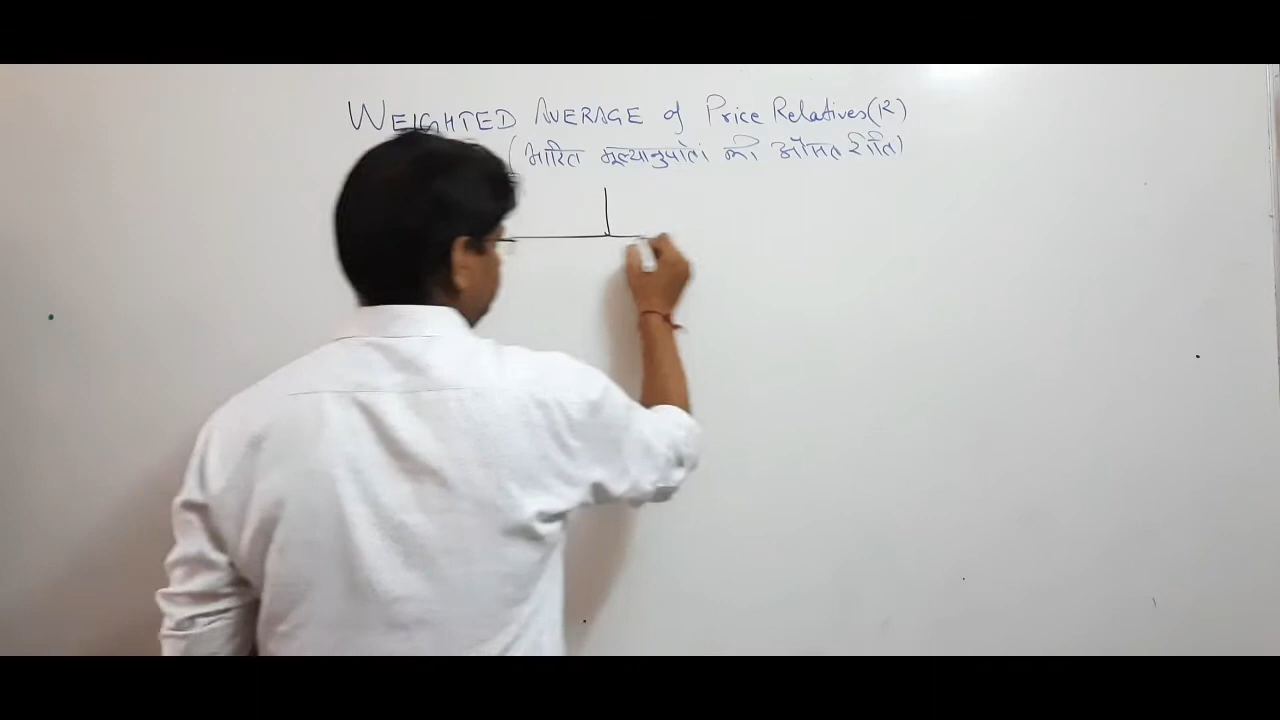 WEIGHTED AVERAGE of Price Relatives(R)
(भारित मूल्यानुपातों की औसत रीति)